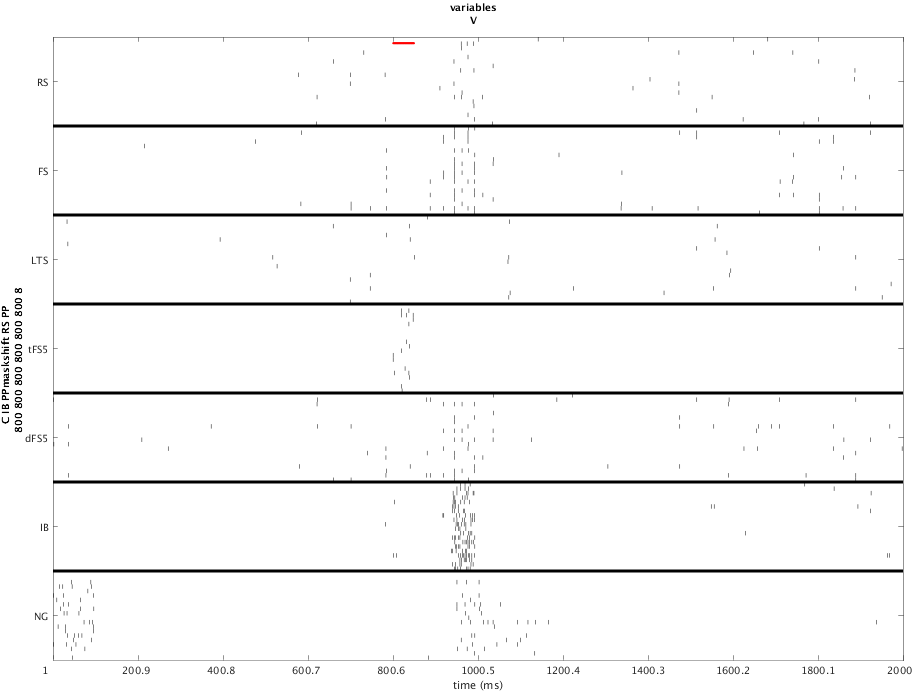 variables
V
RS
FS
LTS
tFS5
dFS5
IB
NG
C IB PPmaskshift RS PP
800 800 800 800 800 800 800 8
1
200.9
400.8
600.7
800.6
1000.5
1200.4
1400.3
1600.2
1800.1
2000
time (ms)